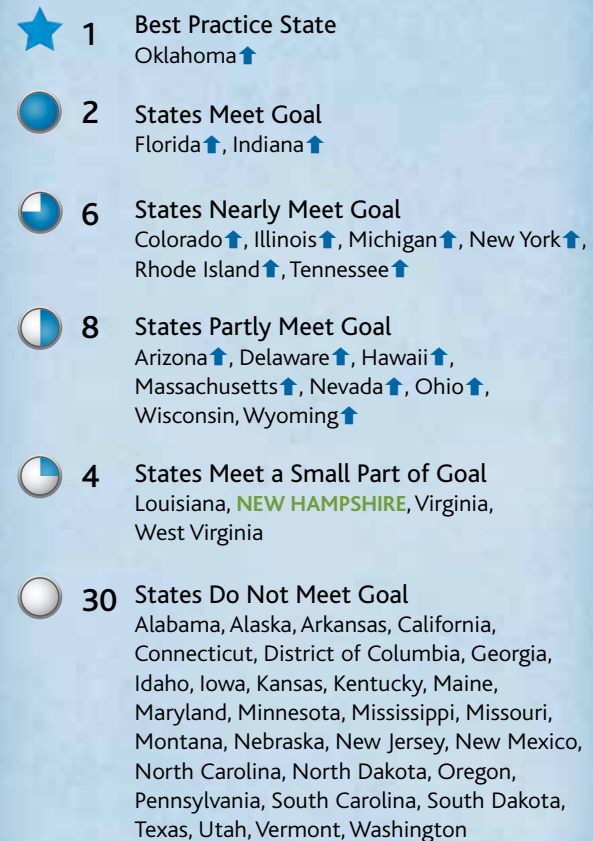 1 Best Practice State
Oklahoma⬆
2 States Meet Goal
Florida⬆, Indiana⬆
6 States Nearly Meet Goal
Colorado⬆, Illinois⬆, Michigan⬆, New York⬆,
Rhode Island⬆, Tennessee⬆
8 States Partly Meet Goal
Arizona⬆, Delaware⬆, Hawaii⬆,
Massachusetts⬆, Nevada⬆, Ohio⬆,
Wisconsin, Wyoming⬆
4 States Meet a Small Part of Goal
Louisiana, NEW HAMPSHIRE, Virginia,
West Virginia
30 States Do Not Meet Goal
Alabama, Alaska, Arkansas, California,
Connecticut, District of Columbia, Georgia,
Idaho, Iowa, Kansas, Kentucky, Maine,
Maryland, Minnesota, Mississippi, Missouri,
Montana, Nebraska, New Jersey, New Mexico,
North Carolina, North Dakota, Oregon,
Pennsylvania, South Carolina, South Dakota,
Texas, Utah, Vermont, Washington